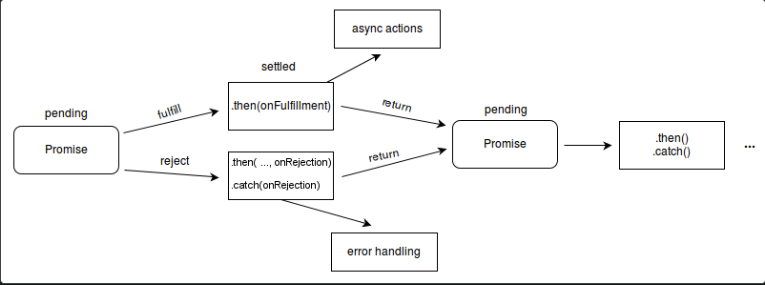 async actions
settled
pending
fulfill
.then(onFulfillment)
return
pending
Promise
reject
.then( ..., onRejection)
.catch(onRejection)
return
Promise
.then()
.catch()
...
error handling